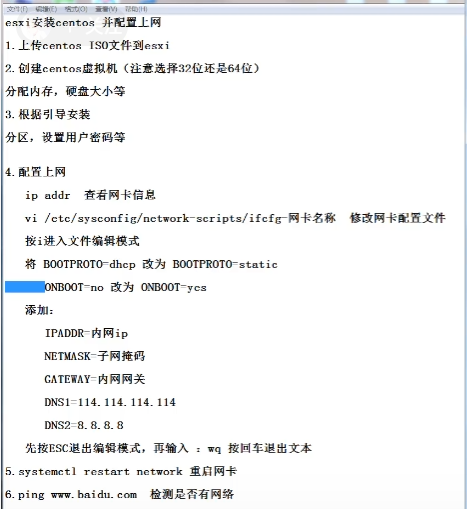 文件(F) 编辑(E) 格式(O) 查看(V) 帮助(H)
esxi安装centos 并配置上网
1.上传centos ISO文件到esxi
2.创建centos虚拟机（注意选择32位还是64位）
分配内存，硬盘大小等
3.根据引导安装
分区，设置用户密码等
4.配置上网
ip addr 查看网卡信息
vi /etc/sysconfig/network-scripts/ifcfg-网卡名称 修改网卡配置文件
按i进入文件编辑模式
将 BOOTPROTO=dhcp 改为 BOOTPROTO=static
ONBOOT=no 改为 ONBOOT=yes
添加：
IPADDR=内网ip
NETMASK=子网掩码
GATEWAY=内网网关
DNS1=114.114.114.114
DNS2=8.8.8.8
先按ESC退出编辑模式，再输入 ：wq 按回车退出文本
5.systemctl restart network 重启网卡
6.ping www.baidu.com 检测是否有网络